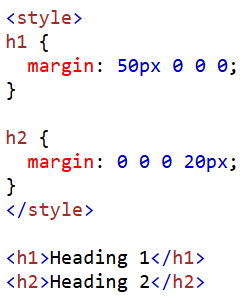 <style>
h1 {
  margin: 50px 0 0 0;
}

h2 {
  margin: 0 0 0 20px;
}
</style>

<h1>Heading 1</h1>
<h2>Heading 2</h2>